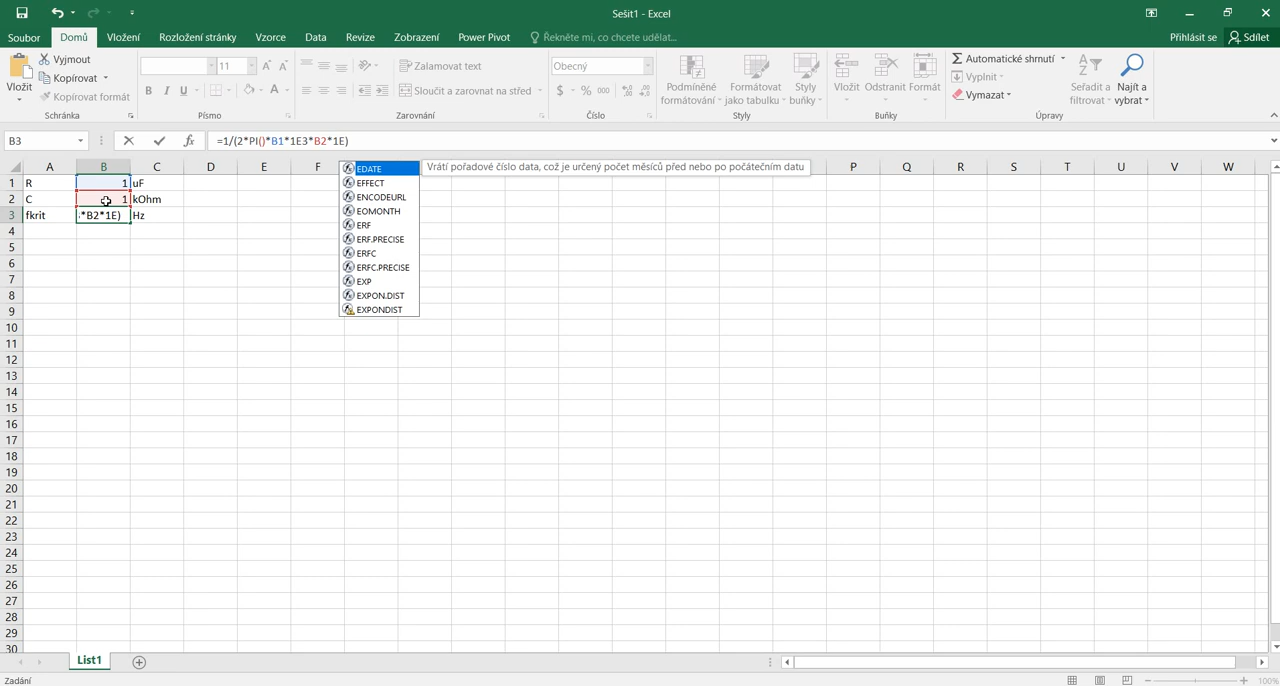 Sešit1 - Excel
Soubor Domů Vložení Rozložení stránky Vzorce Data Revize Zobrazení Power Pivot Řekněte mi, co chcete udělat... Přihlásit se Sdílet
Vložit
Vyjmout
Kopírovat
Kopírovat formát
Schránka
11
B I U A
Písmo
Zalamovat text
Sloučit a zarovnat na střed
Zarovnání
Obecný
$ % 000
Číslo
Podmíněné formátování
Formátovat jako tabulku
Styly buňky
Styly
Vložit Odstranit Formát
Buňky
Automatické shrnutí
Vyplnit
Vymazat
Seřadit a filtrovat
Najít a vybrat
Úpravy
B3 fx =1/(2*PI()*B1*1E3*B2*1E)
A B C D E F P Q R S T U V W
1 R 1 uF
2 C 1 kOhm
3 fkrit *B2*1E) Hz
4
5
6
7
8
9
10
11
12
13
14
15
16
17
18
19
20
21
22
23
24
25
26
27
28
29
30
EDATE
EFFECT
ENCODEURL
EOMONTH
ERF
ERF.PRECISE
ERFC
ERFC.PRECISE
EXP
EXPON.DIST
EXPONDIST
Vrátí pořadové číslo data, což je určený počet měsíců před nebo po počátečním datu
List1
Zadání
100%